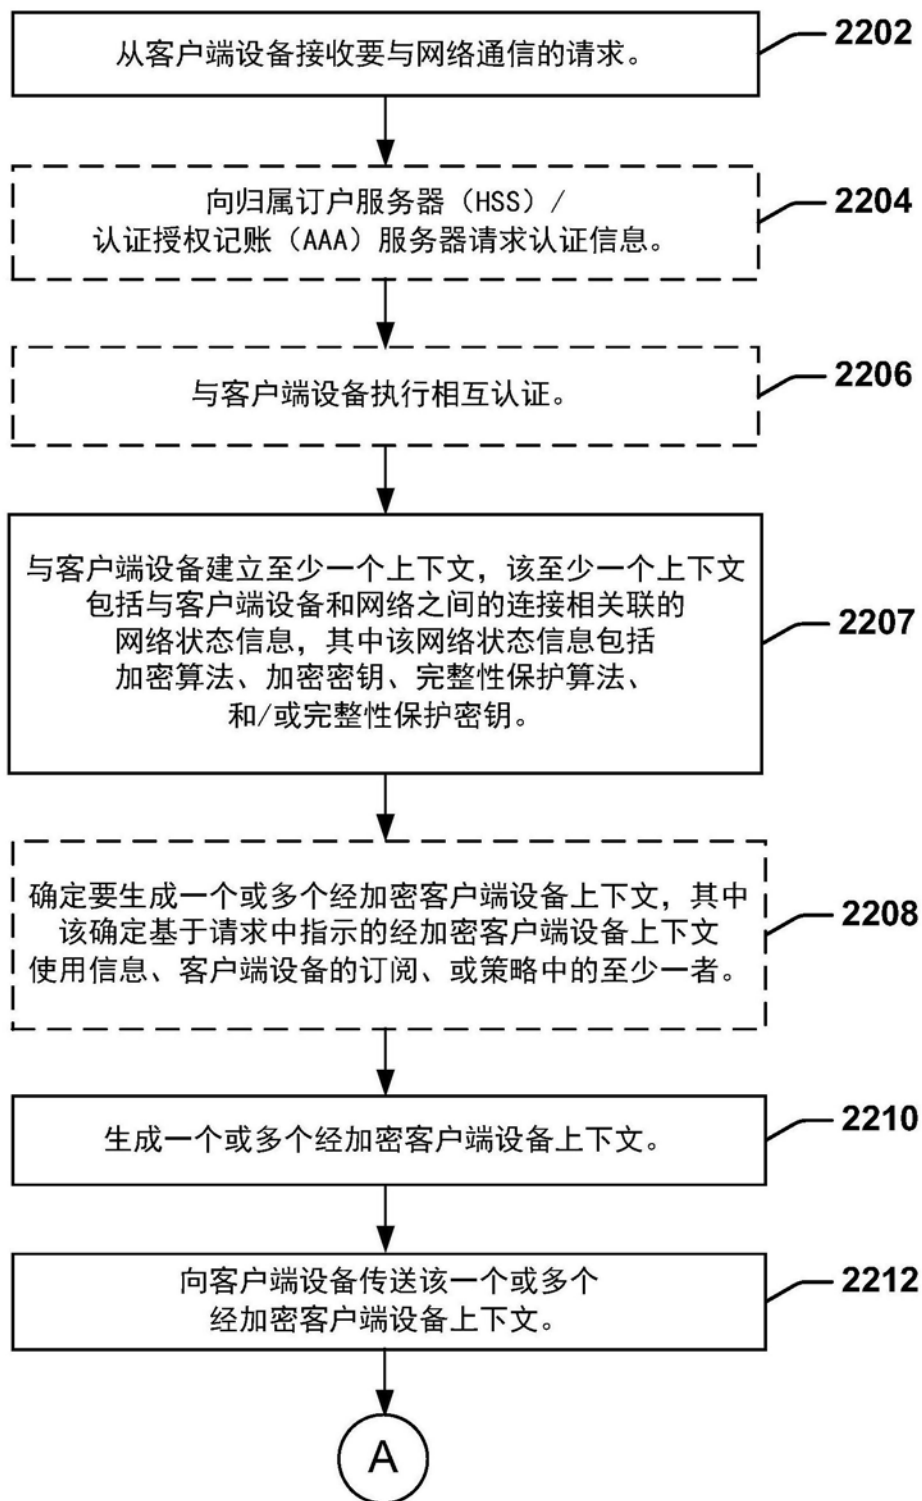 从客户端设备接收要与网络通信的请求。
2202
向归属订户服务器（HSS）/
认证授权记账（AAA）服务器请求认证信息。
2204
与客户端设备执行相互认证。
2206
与客户端设备建立至少一个上下文，该至少一个上下文
包括与客户端设备和网络之间的连接相关联的
网络状态信息，其中该网络状态信息包括
加密算法、加密密钥、完整性保护算法、
和/或完整性保护密钥。
2207
确定要生成一个或多个经加密客户端设备上下文，其中
该确定基于请求中指示的经加密客户端设备上下文
使用信息、客户端设备的订阅、或策略中的至少一者。
2208
生成一个或多个经加密客户端设备上下文。
2210
向客户端设备传送该一个或多个
经加密客户端设备上下文。
2212
A